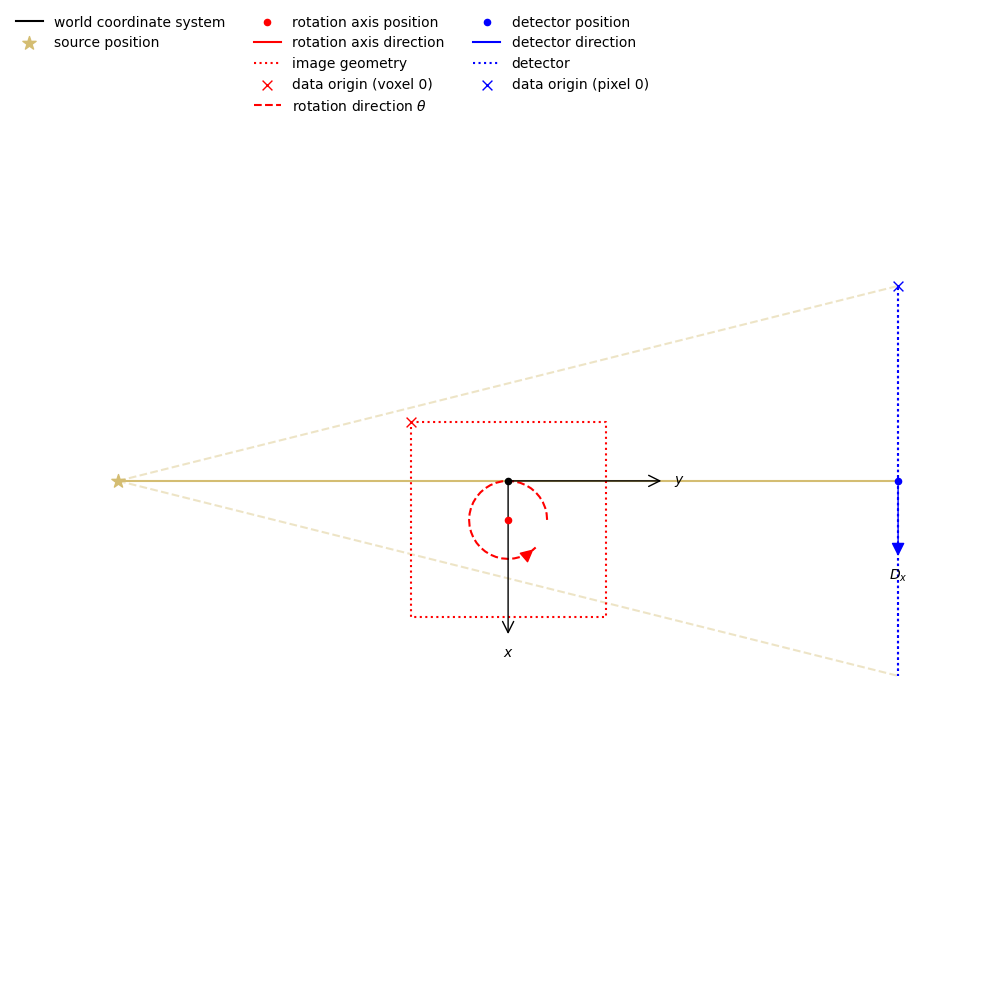 world coordinate system
source position
rotation axis position
rotation axis direction
image geometry
data origin (voxel 0)
rotation direction θ
detector position
detector direction
detector
data origin (pixel 0)
y
x
Dₓ